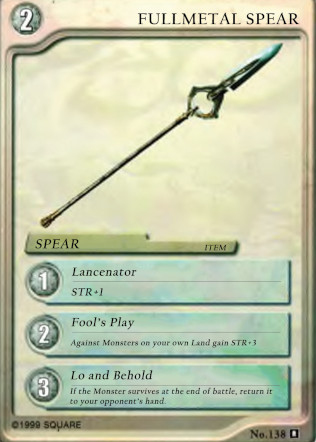 2
FULLMETAL SPEAR
SPEAR
ITEM
1
Lancenator
STR+1
2
Fool's Play
Against Monsters on your own Land gain STR+3
3
Lo and Behold
If the Monster survives at the end of battle, return it
to your opponent's hand.
©1999 SQUARE
No.138